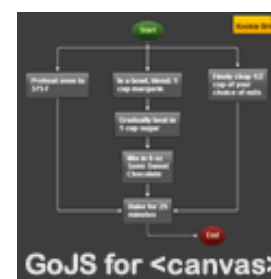 Start
Preheat oven to
375 F
In a bowl, blend: 1
cup margarin
Finely chop 1/2
cup of your
choice of nuts
Gradually beat in
1 cup sugar
Mix in 6 oz
Sweet
Chocolate
Bake for 25
minutes
End
GoJS for <canvas>